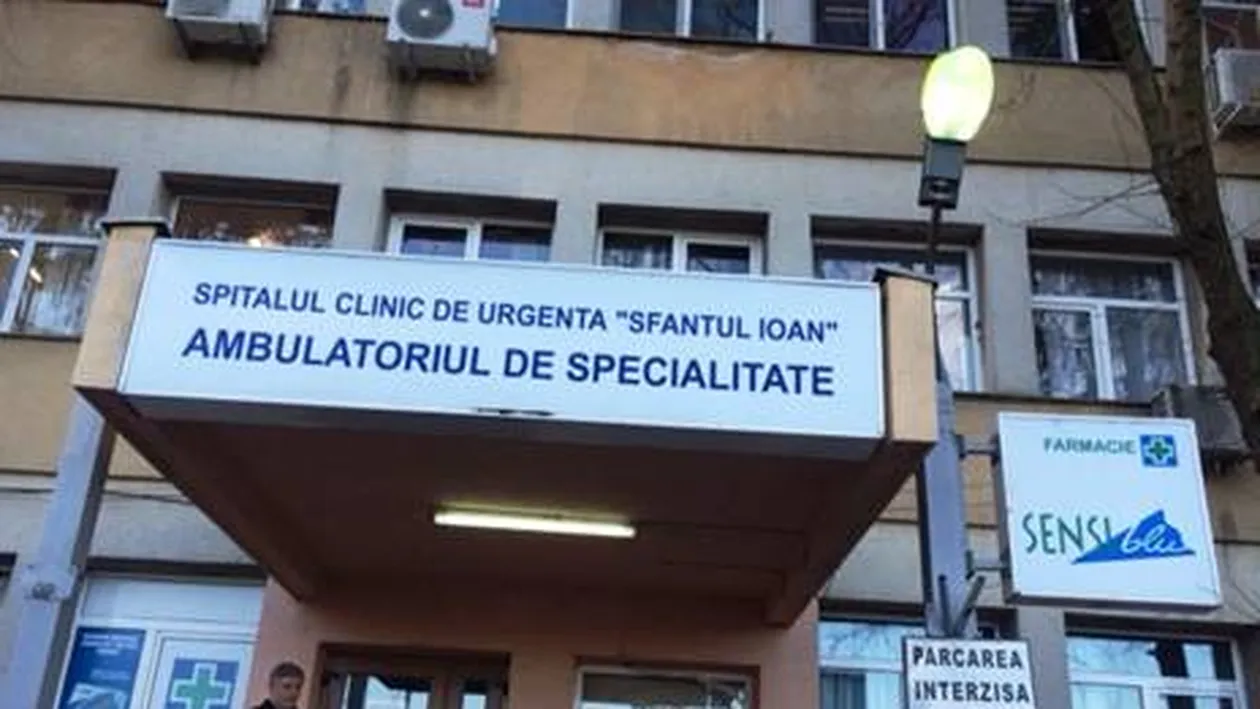 SPITALUL CLINIC DE URGENTA "SFANTUL IOAN"
AMBULATORIUL DE SPECIALITATE
FARMACIE
SENSI blu
PARCAREA
INTERZISA